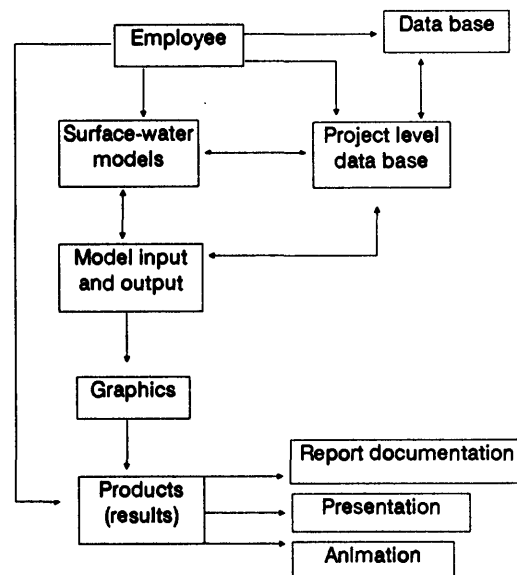 Employee
Data base
Surface-water
models
Project level
data base
Model input
and output
Graphics
Products
(results)
Report documentation
Presentation
Animation